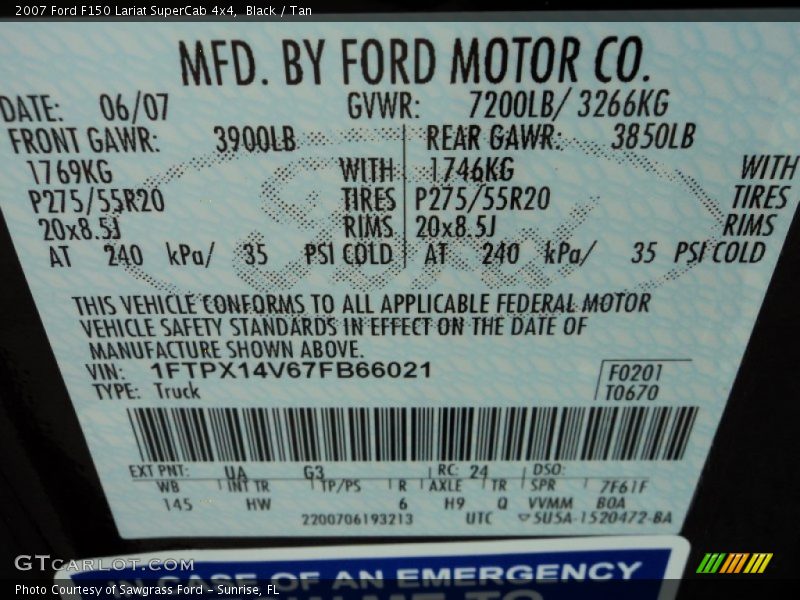 2007 Ford F150 Lariat SuperCab 4x4, Black / Tan
MFD. BY FORD MOTOR CO.
DATE: 06/07 GVWR: 7200LB/ 3266KG
FRONT GAWR: 3900LB REAR GAWR: 3850LB
1769KG WITH 1746KG WITH
P275/55R20 TIRES P275/55R20 TIRES
20x8.5J RIMS 20x8.5J RIMS
AT 240 kPa/ 35 PSI COLD AT 240 kPa/ 35 PSI COLD
THIS VEHICLE CONFORMS TO ALL APPLICABLE FEDERAL MOTOR
VEHICLE SAFETY STANDARDS IN EFFECT ON THE DATE OF
MANUFACTURE SHOWN ABOVE.
VIN: 1FTPX14V67FB66021
F0201
TYPE: Truck T0670
EXT PNT: UA G3 RC: 24 DSO:
WB INT TR TP/PS R AXLE TR SPR 7F61F
145 HW 6 H9 Q VVMM BOA
2200706193213 UTC SU5A-1520472-BA
IN CASE OF AN EMERGENCY
GTCarLot.com
Photo Courtesy of Sawgrass Ford – Sunrise, FL